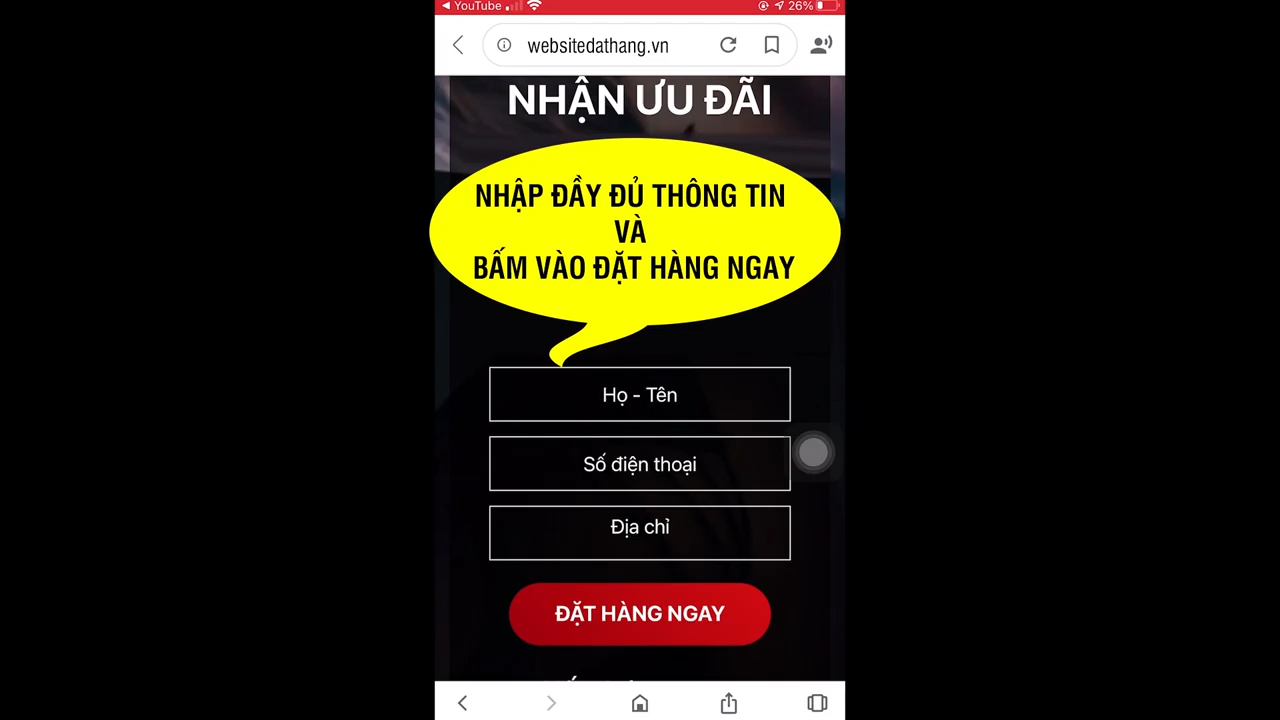 YouTube
26%
websitedathang.vn
NHẬN ƯU ĐÃI
NHẬP ĐẦY ĐỦ THÔNG TIN
VÀ
BẤM VÀO ĐẶT HÀNG NGAY
Họ - Tên
Số điện thoại
Địa chỉ
ĐẶT HÀNG NGAY